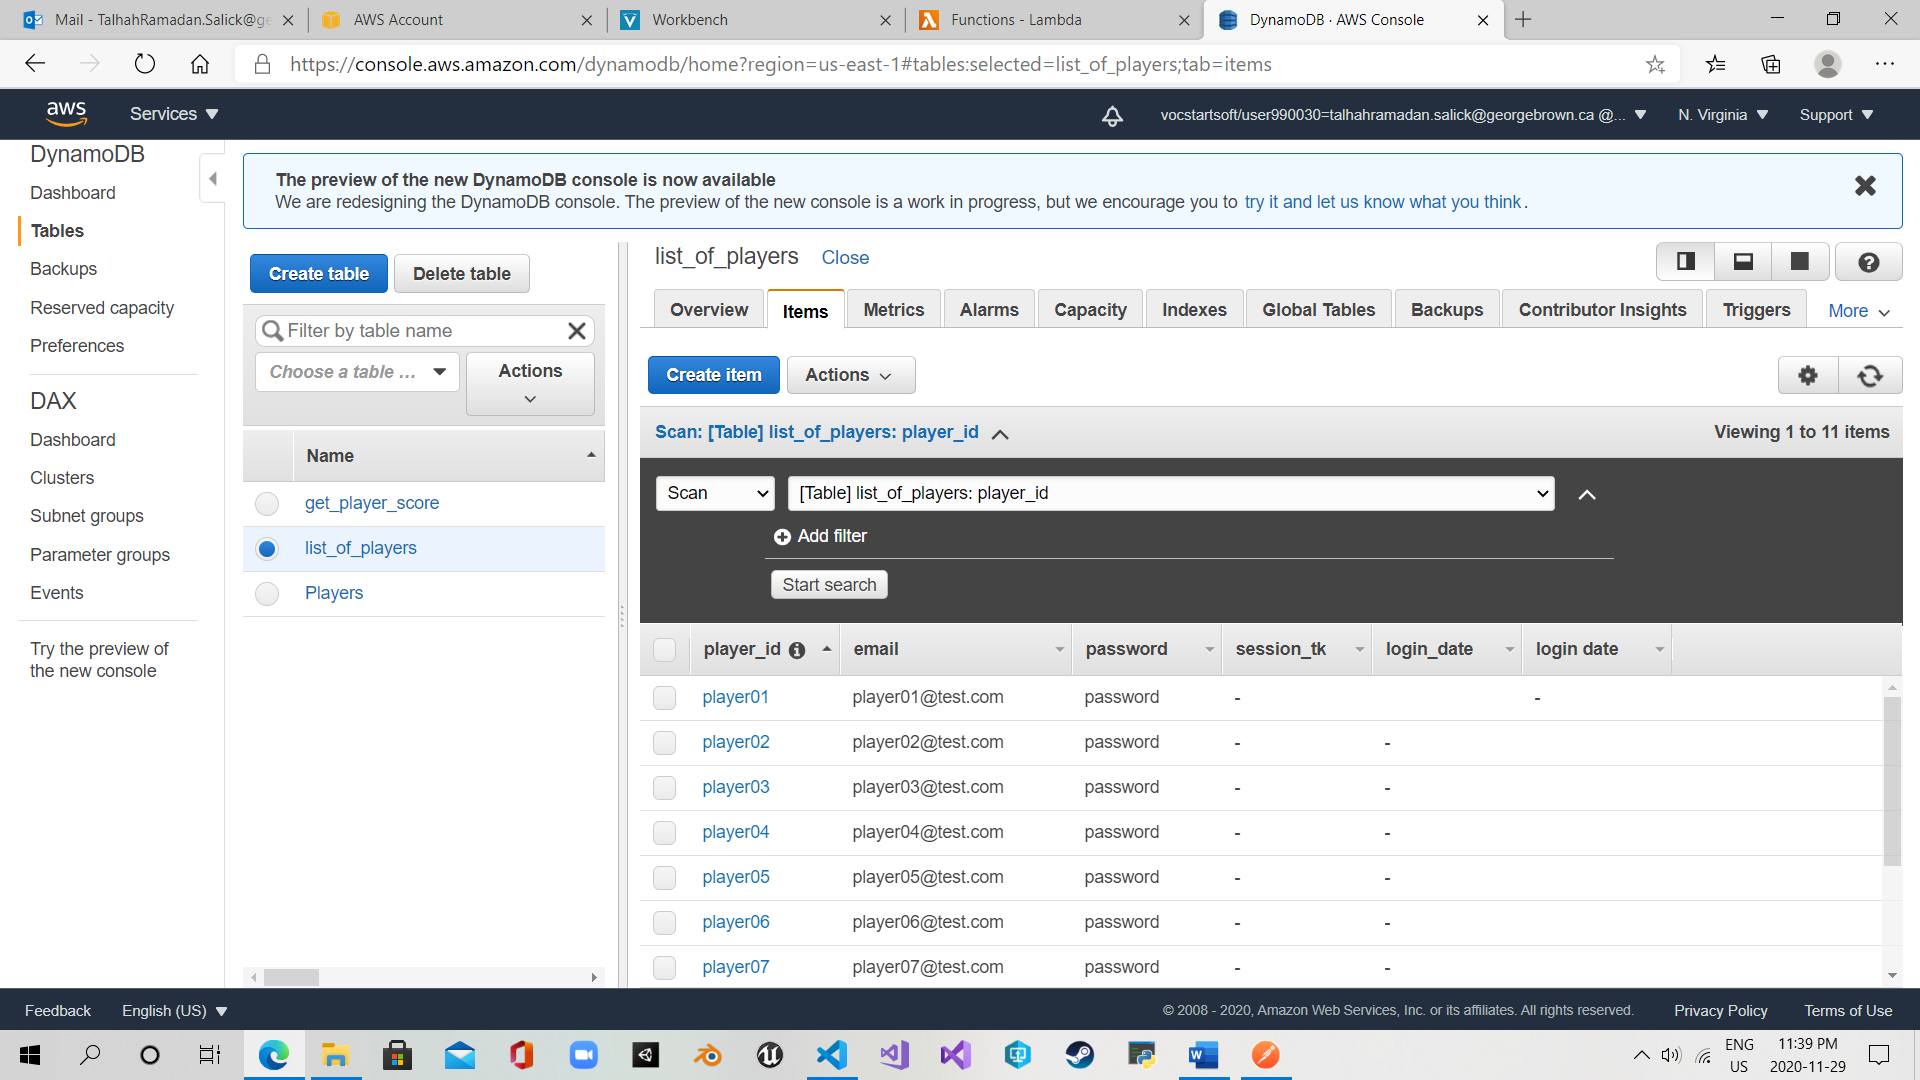 Mail - TalhahRamadan.Salick@ge
AWS Account
Workbench
Functions - Lambda
DynamoDB · AWS Console
https://console.aws.amazon.com/dynamodb/home?region=us-east-1#tables:selected=list_of_players;tab=items
aws
Services
vocstartsoft/user990030=talhahramadan.salick@georgebrown.ca @...
N. Virginia
Support
DynamoDB
Dashboard
Tables
Backups
Reserved capacity
Preferences
DAX
Dashboard
Clusters
Subnet groups
Parameter groups
Events
Try the preview of
the new console
The preview of the new DynamoDB console is now available
We are redesigning the DynamoDB console. The preview of the new console is a work in progress, but we encourage you to try it and let us know what you think.
Create table
Delete table
Filter by table name
Choose a table ...
Actions
Name
get_player_score
list_of_players
Players
list_of_players Close
Overview Items Metrics Alarms Capacity Indexes Global Tables Backups Contributor Insights Triggers More
Create item
Actions
Scan: [Table] list_of_players: player_id
Viewing 1 to 11 items
Scan
[Table] list_of_players: player_id
Add filter
Start search
player_id email password session_tk login_date login date
player01 player01@test.com password - -
player02 player02@test.com password - -
player03 player03@test.com password - -
player04 player04@test.com password - -
player05 player05@test.com password - -
player06 player06@test.com password - -
player07 player07@test.com password - -
Feedback
English (US)
© 2008 - 2020, Amazon Web Services, Inc. or its affiliates. All rights reserved.
Privacy Policy
Terms of Use
ENG
US
11:39 PM
2020-11-29